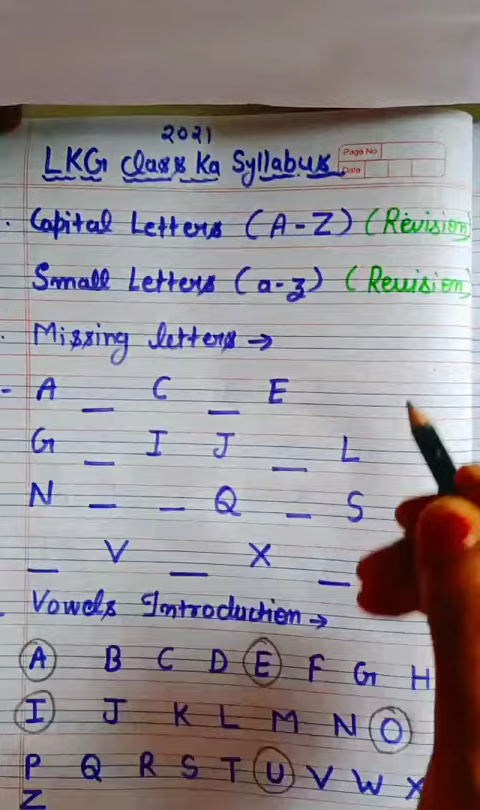 2021
LKG Class Ka Syllabus
Page No.
Date
Capital Letters (A-Z) (Revision)
Small Letters (a-z) (Revision)
Missing letters →
- A _ C _ E
G _ I J _ L
N _ _ Q _ S
_ V _ X _
Vowels Introduction →
A B C D E F G H
I J K L M N O
P Q R S T U V W X
Z